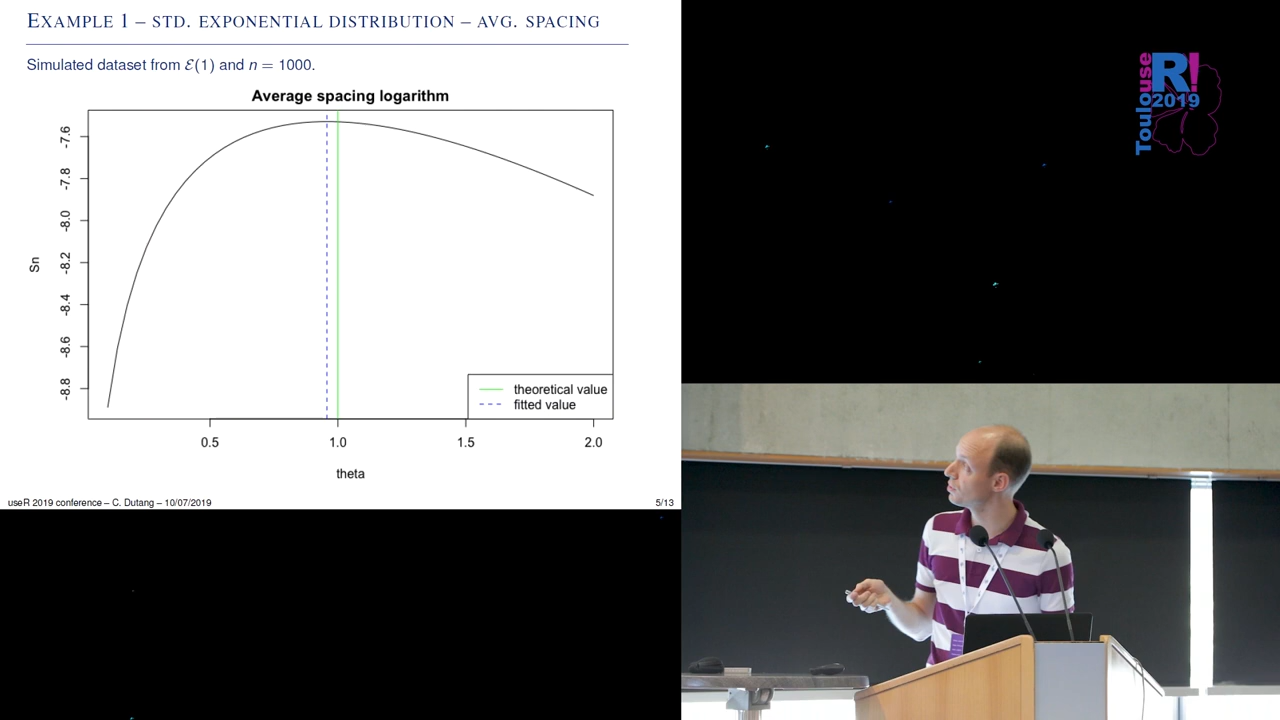 EXAMPLE 1 – STD. EXPONENTIAL DISTRIBUTION – AVG. SPACING
Simulated dataset from ℰ(1) and n = 1000.
Average spacing logarithm
Sn
-7.6
-7.8
-8.0
-8.2
-8.4
-8.6
-8.8
theoretical value
fitted value
0.5 1.0 1.5 2.0
theta
useR 2019 conference – C. Dutang – 10/07/2019 5/13
Toulouse
R!
2019